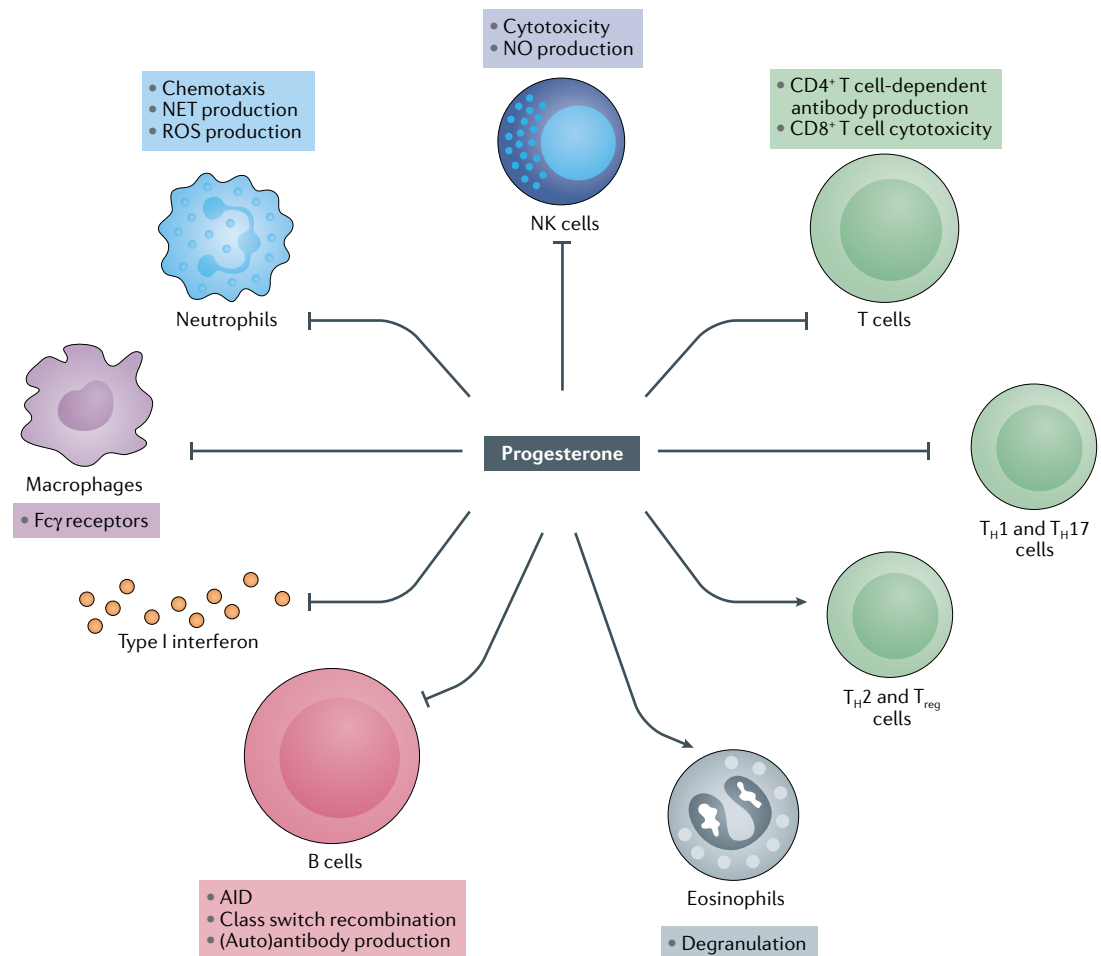 • Cytotoxicity
• NO production
NK cells
• Chemotaxis
• NET production
• ROS production
Neutrophils
• CD4⁺ T cell-dependent
antibody production
• CD8⁺ T cell cytotoxicity
T cells
Macrophages
• Fcγ receptors
Progesterone
T_H1 and T_H17
cells
Type I interferon
T_H2 and T_reg
cells
B cells
• AID
• Class switch recombination
• (Auto)antibody production
Eosinophils
• Degranulation